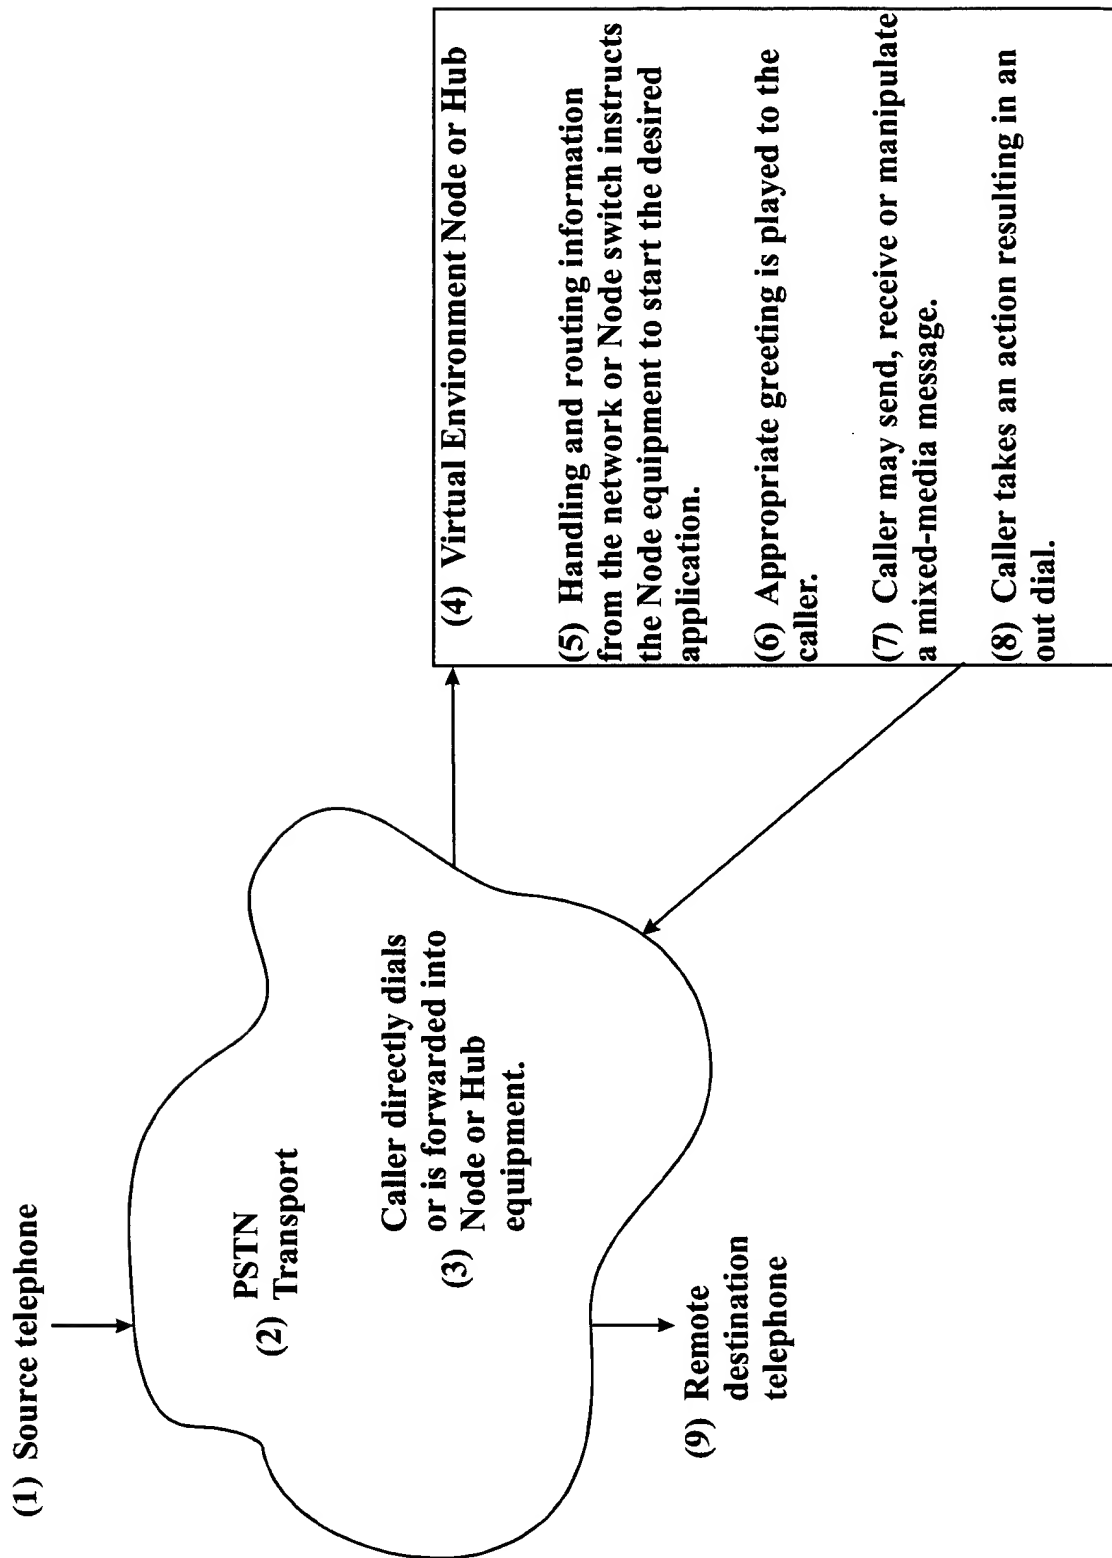 (1) Source telephone
PSTN
(2) Transport
Caller directly dials
or is forwarded into
(3) Node or Hub
equipment.
(4) Virtual Environment Node or Hub
(5) Handling and routing information
from the network or Node switch instructs
the Node equipment to start the desired
application.
(6) Appropriate greeting is played to the
caller.
(7) Caller may send, receive or manipulate
a mixed-media message.
(8) Caller takes an action resulting in an
out dial.
(9) Remote
destination
telephone